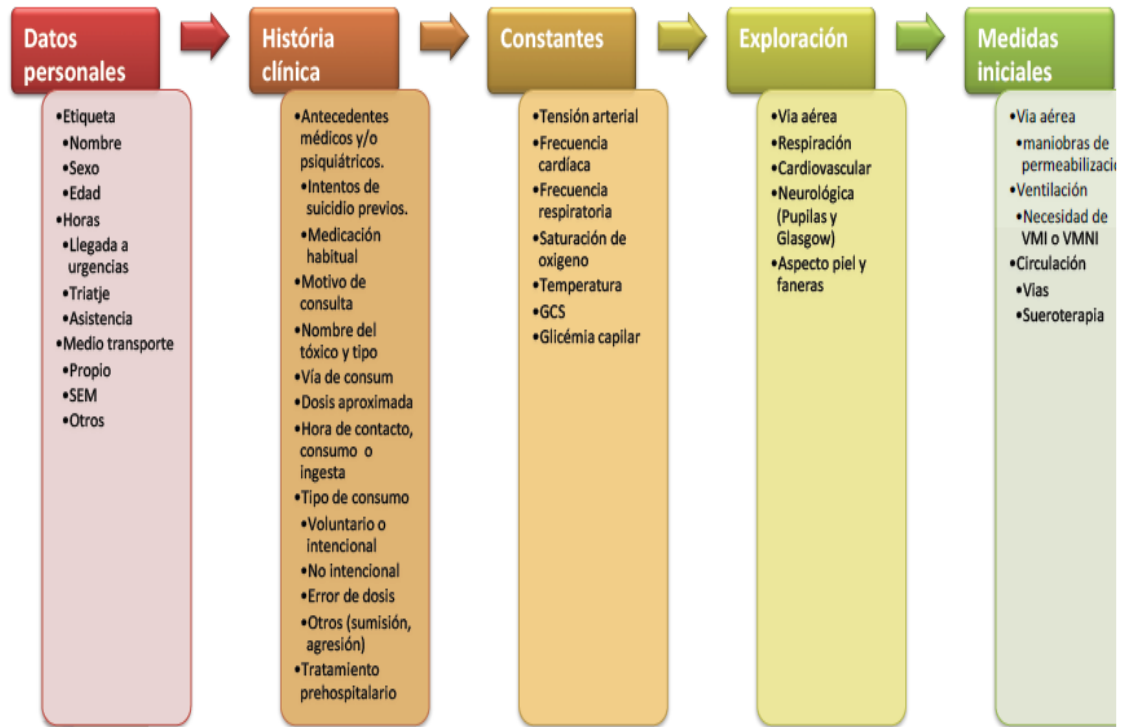 Datos
personales
•Etiqueta
•Nombre
•Sexo
•Edad
•Horas
•Llegada a
urgencias
•Triatje
•Asistencia
•Medio transporte
•Propio
•SEM
•Otros
História
clínica
•Antecedentes
médicos y/o
psiquiátricos.
•Intentos de
suicidio previos.
•Medicación
habitual
•Motivo de
consulta
•Nombre del
tóxico y tipo
•Vía de consum
•Dosis aproximada
•Hora de contacto,
consumo o
ingesta
•Tipo de consumo
•Voluntario o
intencional
•No intencional
•Error de dosis
•Otros (sumisión,
agresión)
•Tratamiento
prehospitalario
Constantes
•Tensión arterial
•Frecuencia
cardíaca
•Frecuencia
respiratoria
•Saturación de
oxigeno
•Temperatura
•GCS
•Glicémia capilar
Exploración
•Via aérea
•Respiración
•Cardiovascular
•Neurológica
(Pupilas y
Glasgow)
•Aspecto piel y
faneras
Medidas
iniciales
•Via aérea
•maniobras de
permeabilizació
•Ventilación
•Necesidad de
VMI o VMNI
•Circulación
•Vias
•Sueroterapia